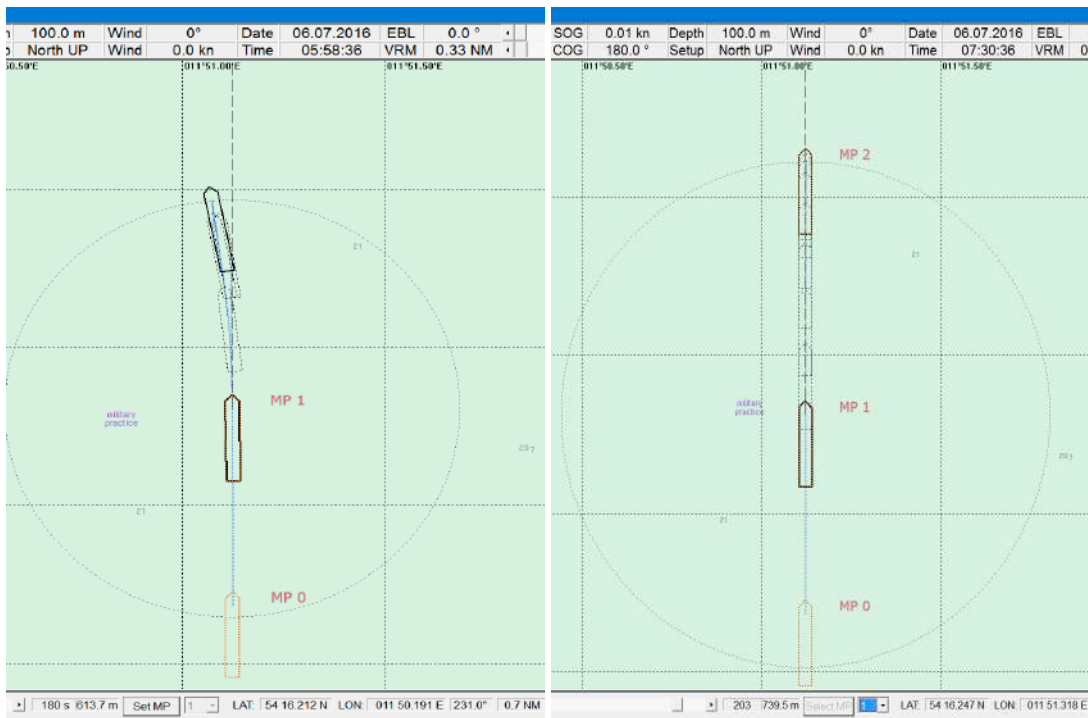 100.0 m Wind 0° Date 06.07.2016 EBL 0.0 °
North UP Wind 0.0 kn Time 05:58:36 VRM 0.33 NM
011°51.00'E 011°51.50'E
21
MP 1
military
practice
20₇
21
MP 0
180 s 613.7 m Set MP 1 LAT: 54 16.212 N LON: 011 50.191 E 231.0° 0.7 NM
SOG 0.01 kn Depth 100.0 m Wind 0° Date 06.07.2016 EBL
COG 180.0 ° Setup North UP Wind 0.0 kn Time 07:30:36 VRM
011°50.50'E 011°51.00'E 011°51.50'E
MP 2
21
military
practice
MP 1
20₇
21
MP 0
203 739.5 m Select MP 1 LAT: 54 16.247 N LON: 011 51.318 E